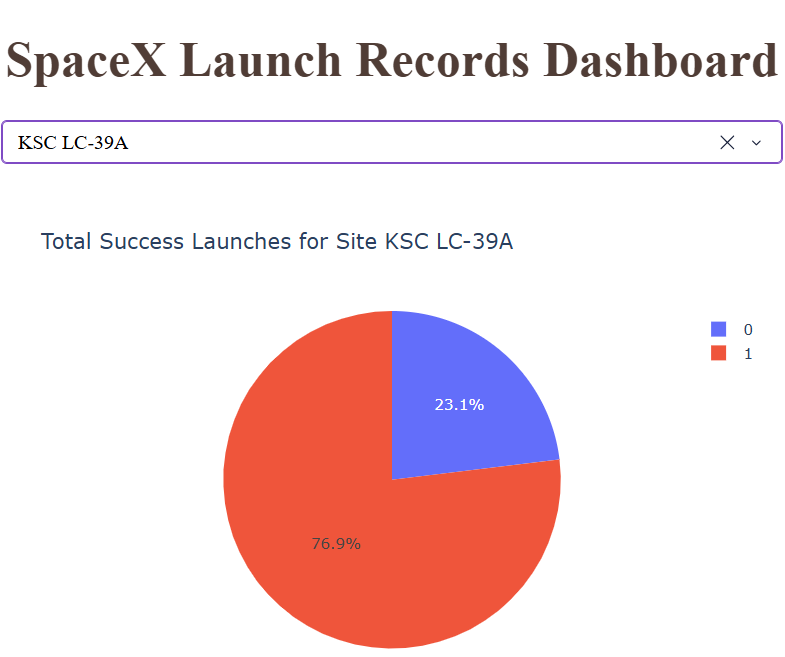 SpaceX Launch Records Dashboard
KSC LC-39A
Total Success Launches for Site KSC LC-39A
0
1
23.1%
76.9%